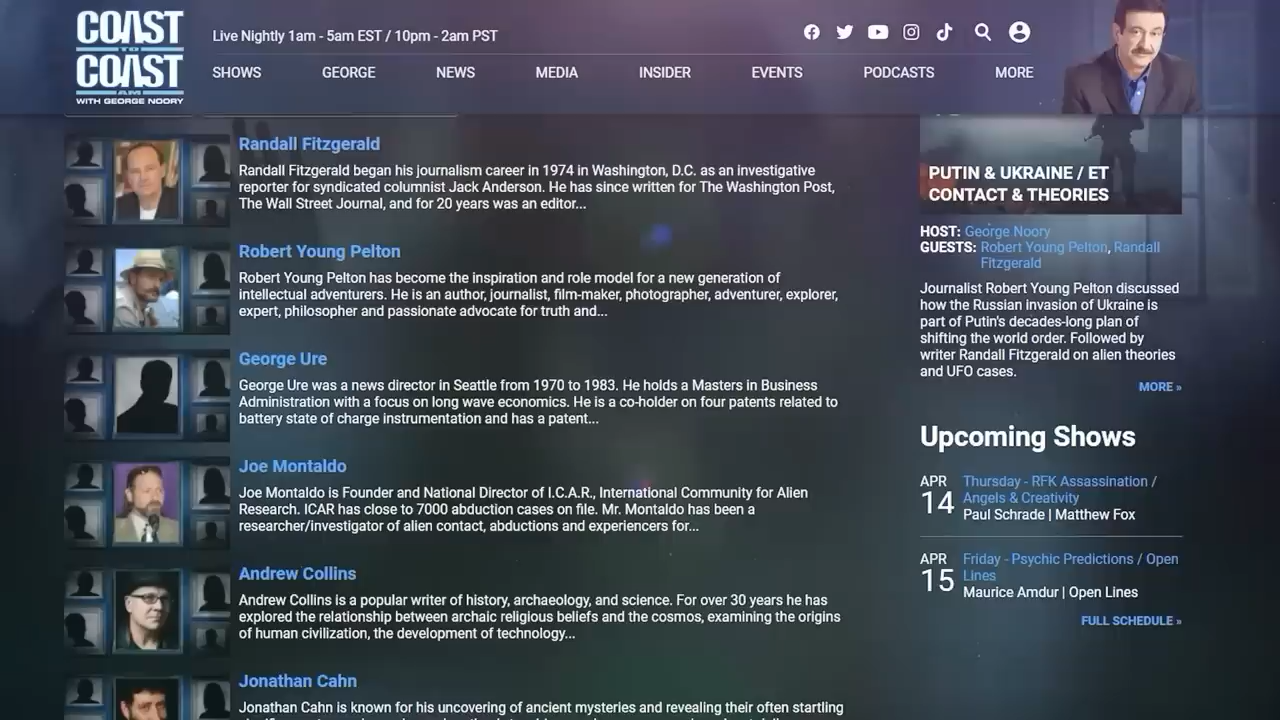 COAST
TO
COAST
AM
WITH GEORGE NOORY
Live Nightly 1am - 5am EST / 10pm - 2am PST
SHOWS GEORGE NEWS MEDIA INSIDER EVENTS PODCASTS MORE
Randall Fitzgerald
Randall Fitzgerald began his journalism career in 1974 in Washington, D.C. as an investigative
reporter for syndicated columnist Jack Anderson. He has since written for The Washington Post,
The Wall Street Journal, and for 20 years was an editor...
Robert Young Pelton
Robert Young Pelton has become the inspiration and role model for a new generation of
intellectual adventurers. He is an author, journalist, film-maker, photographer, adventurer, explorer,
expert, philosopher and passionate advocate for truth and...
George Ure
George Ure was a news director in Seattle from 1970 to 1983. He holds a Masters in Business
Administration with a focus on long wave economics. He is a co-holder on four patents related to
battery state of charge instrumentation and has a patent...
Joe Montaldo
Joe Montaldo is Founder and National Director of I.C.A.R., International Community for Alien
Research. ICAR has close to 7000 abduction cases on file. Mr. Montaldo has been a
researcher/investigator of alien contact, abductions and experiencers for...
Andrew Collins
Andrew Collins is a popular writer of history, archaeology, and science. For over 30 years he has
explored the relationship between archaic religious beliefs and the cosmos, examining the origins
of human civilization, the development of technology...
Jonathan Cahn
Jonathan Cahn is known for his uncovering of ancient mysteries and revealing their often startling
PUTIN & UKRAINE / ET
CONTACT & THEORIES
HOST: George Noory
GUESTS: Robert Young Pelton, Randall
Fitzgerald
Journalist Robert Young Pelton discussed
how the Russian invasion of Ukraine is
part of Putin's decades-long plan of
shifting the world order. Followed by
writer Randall Fitzgerald on alien theories
and UFO cases.
MORE »
Upcoming Shows
APR
14
Thursday - RFK Assassination /
Angels & Creativity
Paul Schrade | Matthew Fox
APR
15
Friday - Psychic Predictions / Open
Lines
Maurice Amdur | Open Lines
FULL SCHEDULE »